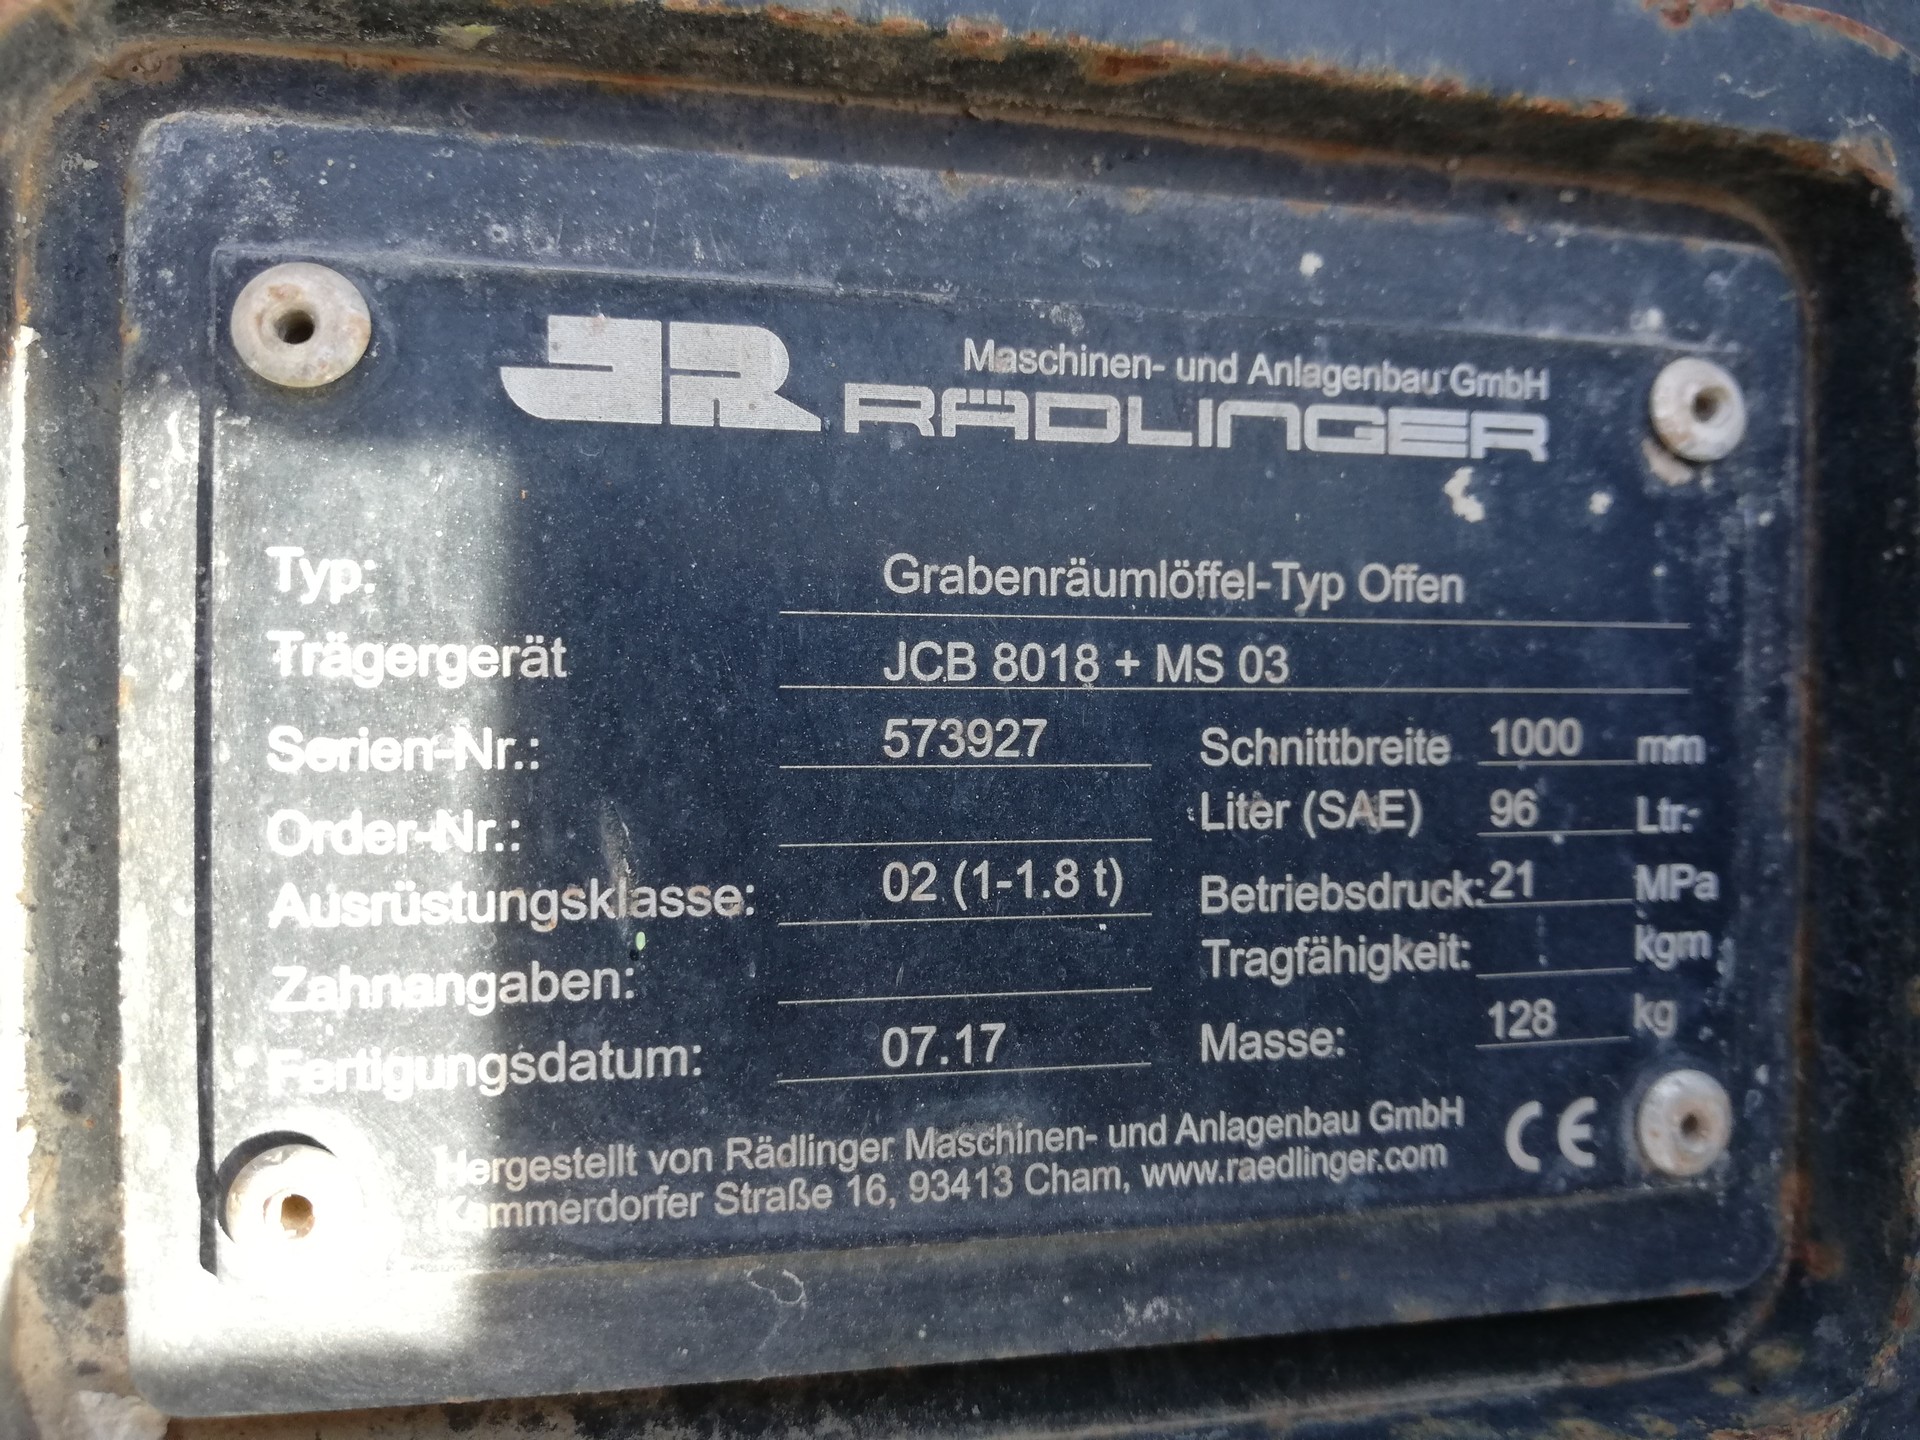 JR
Maschinen- und Anlagenbau GmbH
RÄDLINGER
Typ: Grabenräumlöffel-Typ Offen
Trägergerät JCB 8018 + MS 03
Serien-Nr.: 573927 Schnittbreite 1000 mm
Order-Nr.: Liter (SAE) 96 Ltr.
Ausrüstungsklasse: 02 (1-1.8 t) Betriebsdruck: 21 MPa
Zahnangaben: Tragfähigkeit: kgm
Fertigungsdatum: 07.17 Masse: 128 kg
Hergestellt von Rädlinger Maschinen- und Anlagenbau GmbH
Kammerdorfer Straße 16, 93413 Cham, www.raedlinger.com
CE